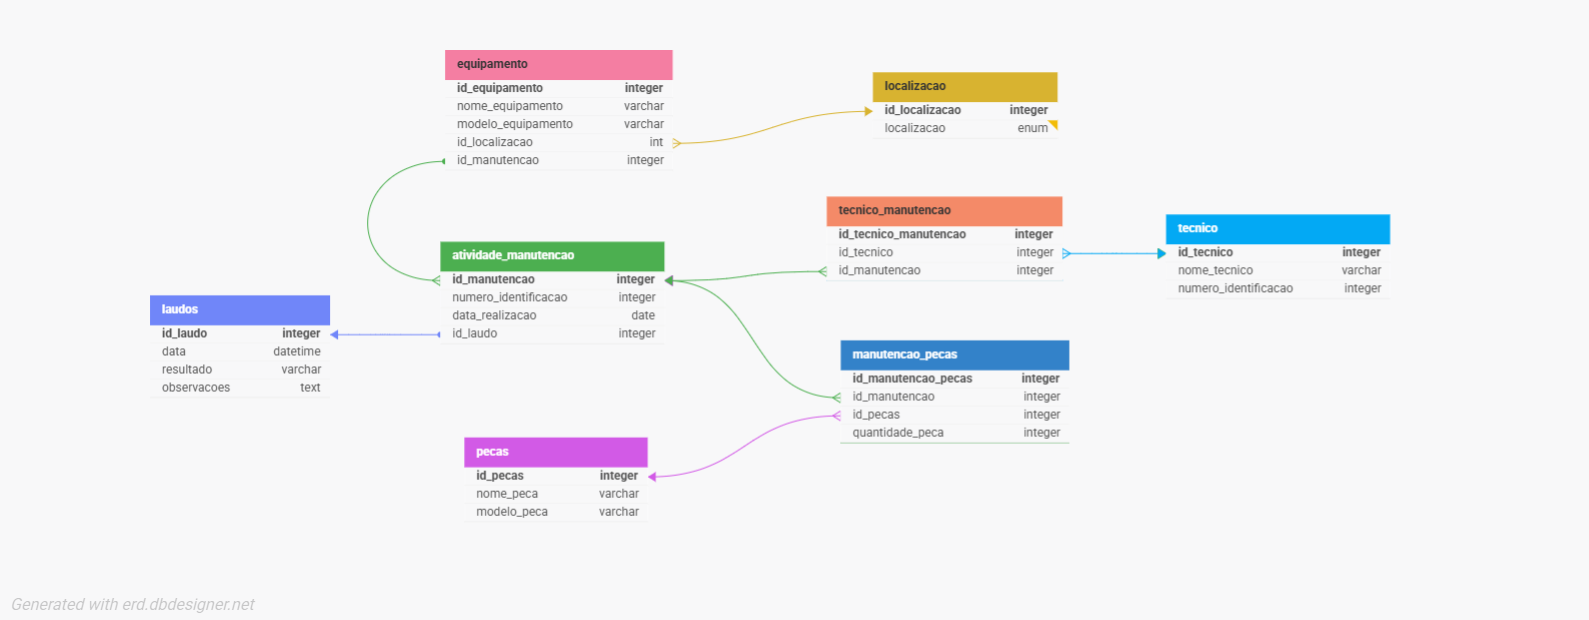 equipamento
id_equipamento integer
nome_equipamento varchar
modelo_equipamento varchar
id_localizacao int
id_manutencao integer
localizacao
id_localizacao integer
localizacao enum
tecnico_manutencao
id_tecnico_manutencao integer
id_tecnico integer
id_manutencao integer
tecnico
id_tecnico integer
nome_tecnico varchar
numero_identificacao integer
atividade_manutencao
id_manutencao integer
numero_identificacao integer
data_realizacao date
id_laudo integer
laudos
id_laudo integer
data datetime
resultado varchar
observacoes text
manutencao_pecas
id_manutencao_pecas integer
id_manutencao integer
id_pecas integer
quantidade_peca integer
pecas
id_pecas integer
nome_peca varchar
modelo_peca varchar
Generated with erd.dbdesigner.net